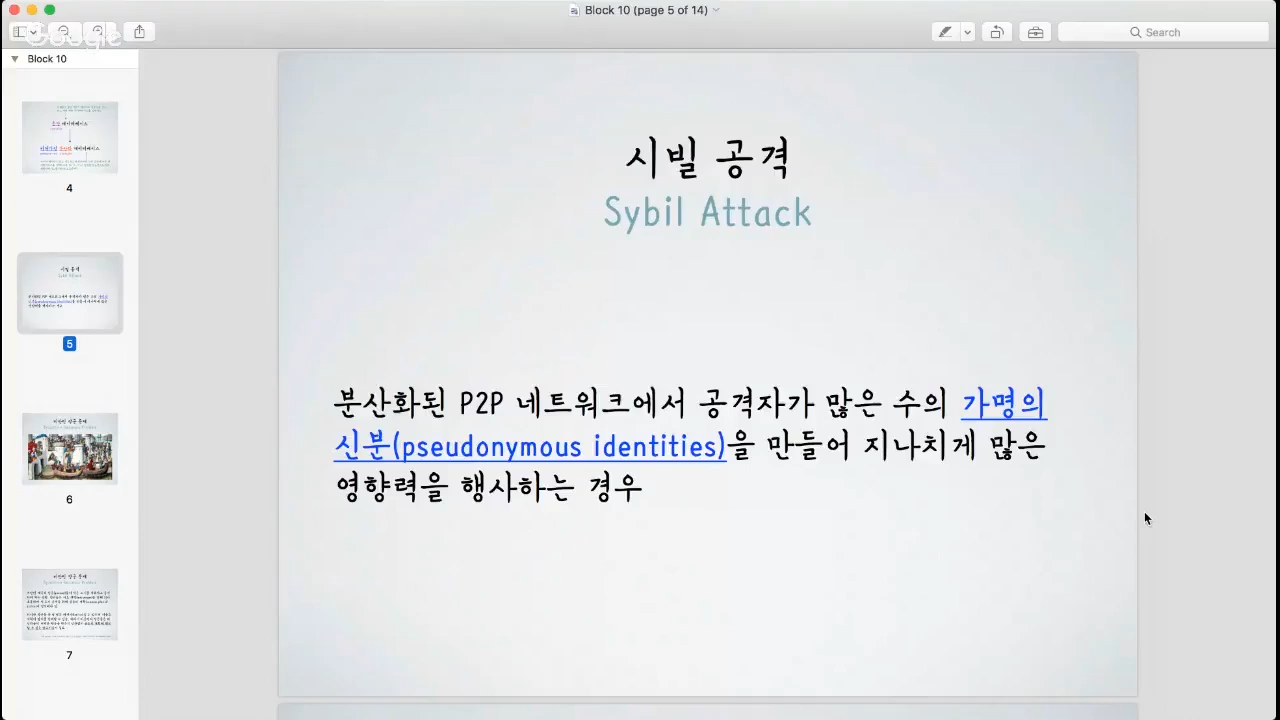 Block 10 (page 5 of 14)
Google
Search
Block 10
4
5
6
7
시빌 공격
Sybil Attack
분산화된 P2P 네트워크에서 공격자가 많은 수의 가명의
신분(pseudonymous identities)을 만들어 지나치게 많은
영향력을 행사하는 경우